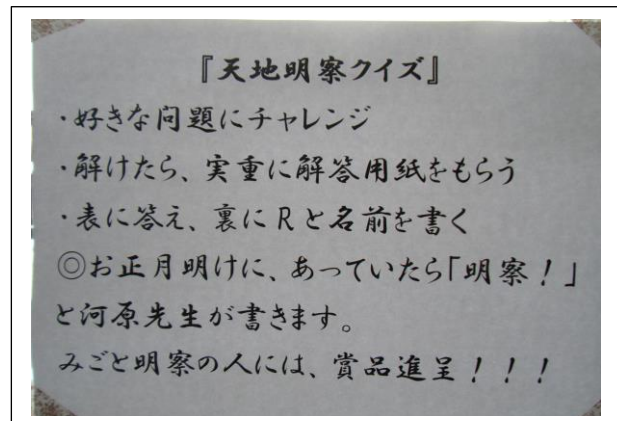 『天地明察クイズ』
・好きな問題にチャレンジ
・解けたら、実重に解答用紙をもらう
・表に答え、裏にRと名前を書く
◎お正月明けに、あっていたら「明察!」
と河原先生が書きます。
みごと明察の人には、賞品進呈!!!